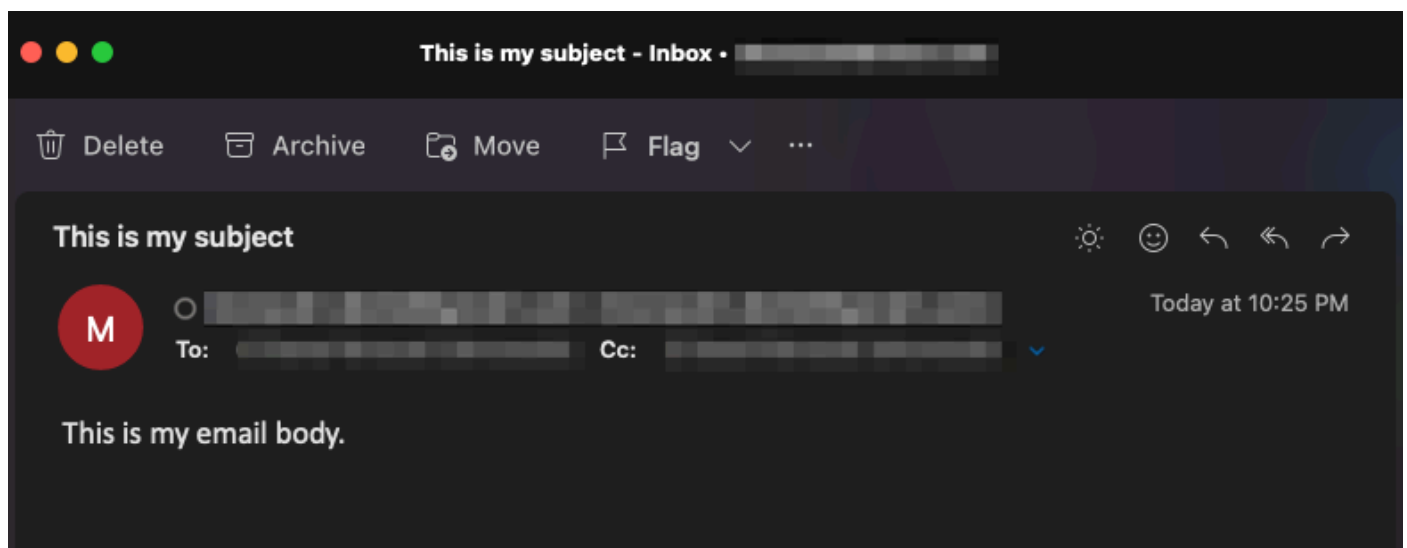 This is my subject - Inbox •
Delete Archive Move Flag ...
This is my subject
M
Today at 10:25 PM
To: Cc:
This is my email body.